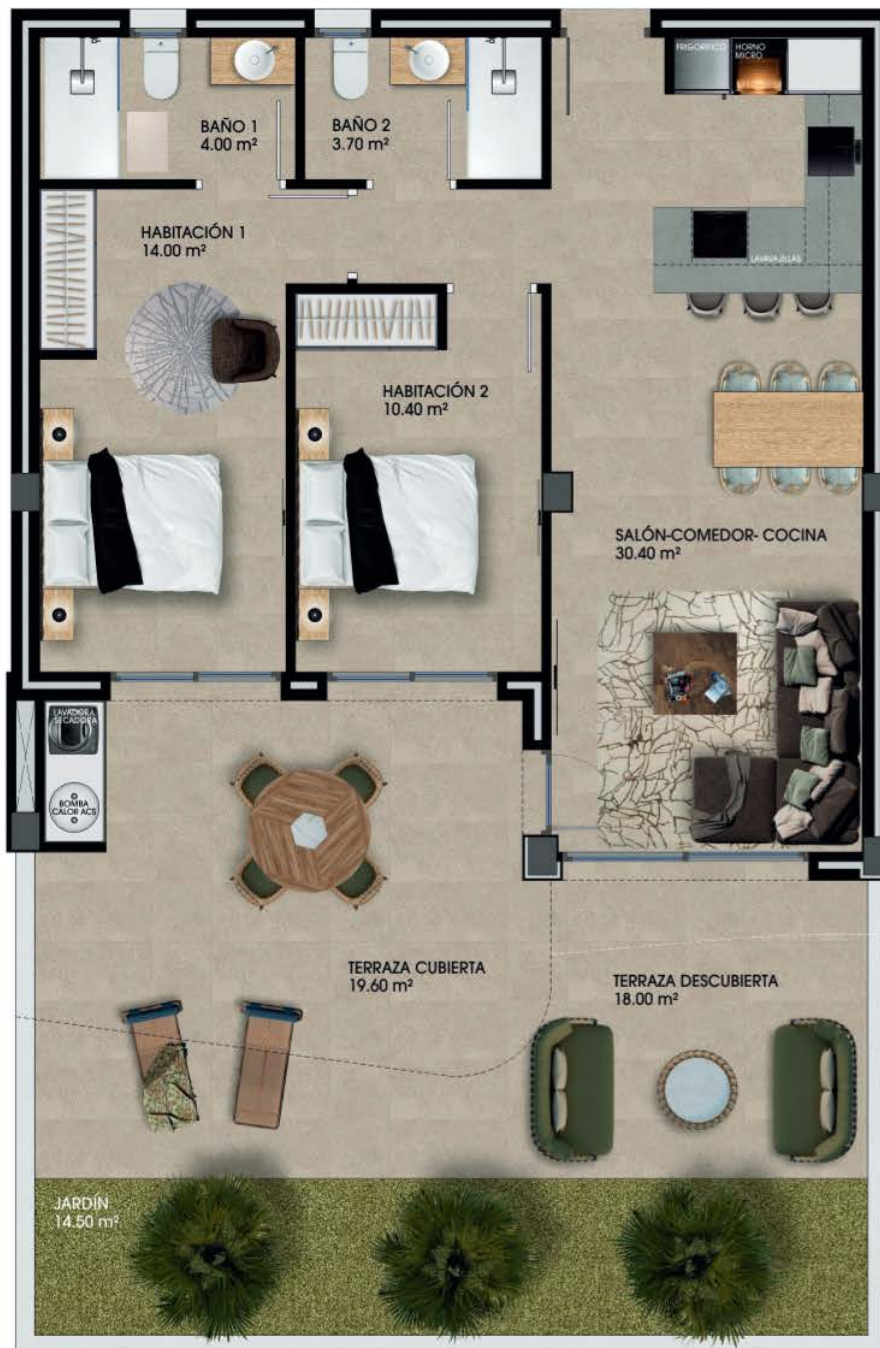 FRIGORÍFICO
HORNO
MICRO
BAÑO 1
4.00 m²
BAÑO 2
3.70 m²
HABITACIÓN 1
14.00 m²
LAVAVAJILLAS
HABITACIÓN 2
10.40 m²
SALÓN-COMEDOR- COCINA
30.40 m²
LAVADORA
SECADORA
BOMBA
CALOR ACS
TERRAZA CUBIERTA
19.60 m²
TERRAZA DESCUBIERTA
18.00 m²
JARDÍN
14.50 m²